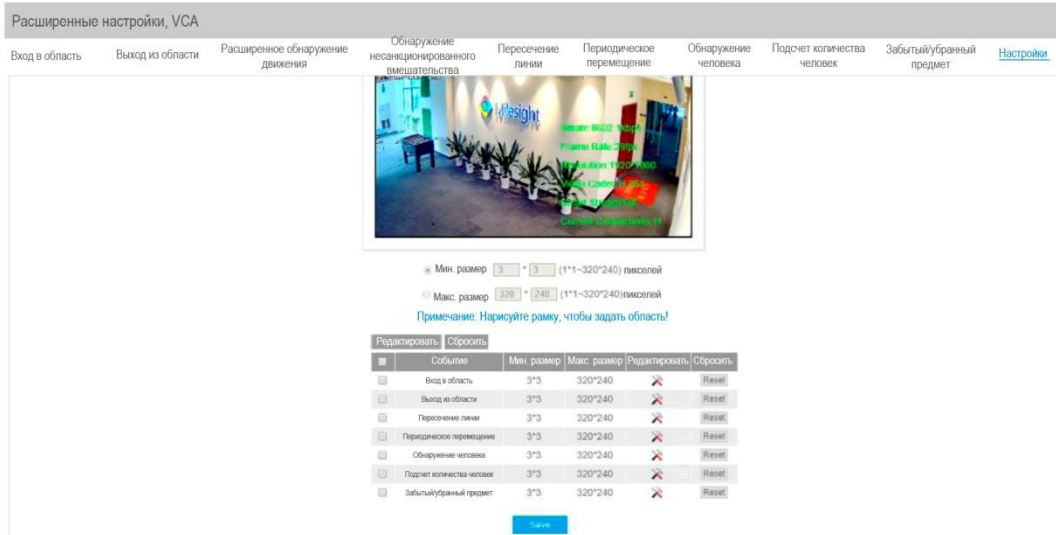 Расширенные настройки, VCA
Вход в область
Выход из области
Расширенное обнаружение
движения
Обнаружение
несанкционированного
вмешательства
Пересечение
линии
Периодическое
перемещение
Обнаружение
человека
Подсчет количества
человек
Забытый/убранный
предмет
Настройки
Milesight
Frame Rate:
Current Connections:11
Мин. размер 3 * 3 (1*1~320*240) пикселей
Макс. размер 320 * 240 (1*1~320*240)пикселей
Примечание: Нарисуйте рамку, чтобы задать область!
Редактировать Сбросить
Событие Мин. размер Макс. размер Редактировать Сбросить
Вход в область 3*3 320*240 Reset
Выход из области 3*3 320*240 Reset
Пересечение линии 3*3 320*240 Reset
Периодическое перемещение 3*3 320*240 Reset
Обнаружение человека 3*3 320*240 Reset
Подсчет количества человек 3*3 320*240 Reset
Забытый/убранный предмет 3*3 320*240 Reset
Save